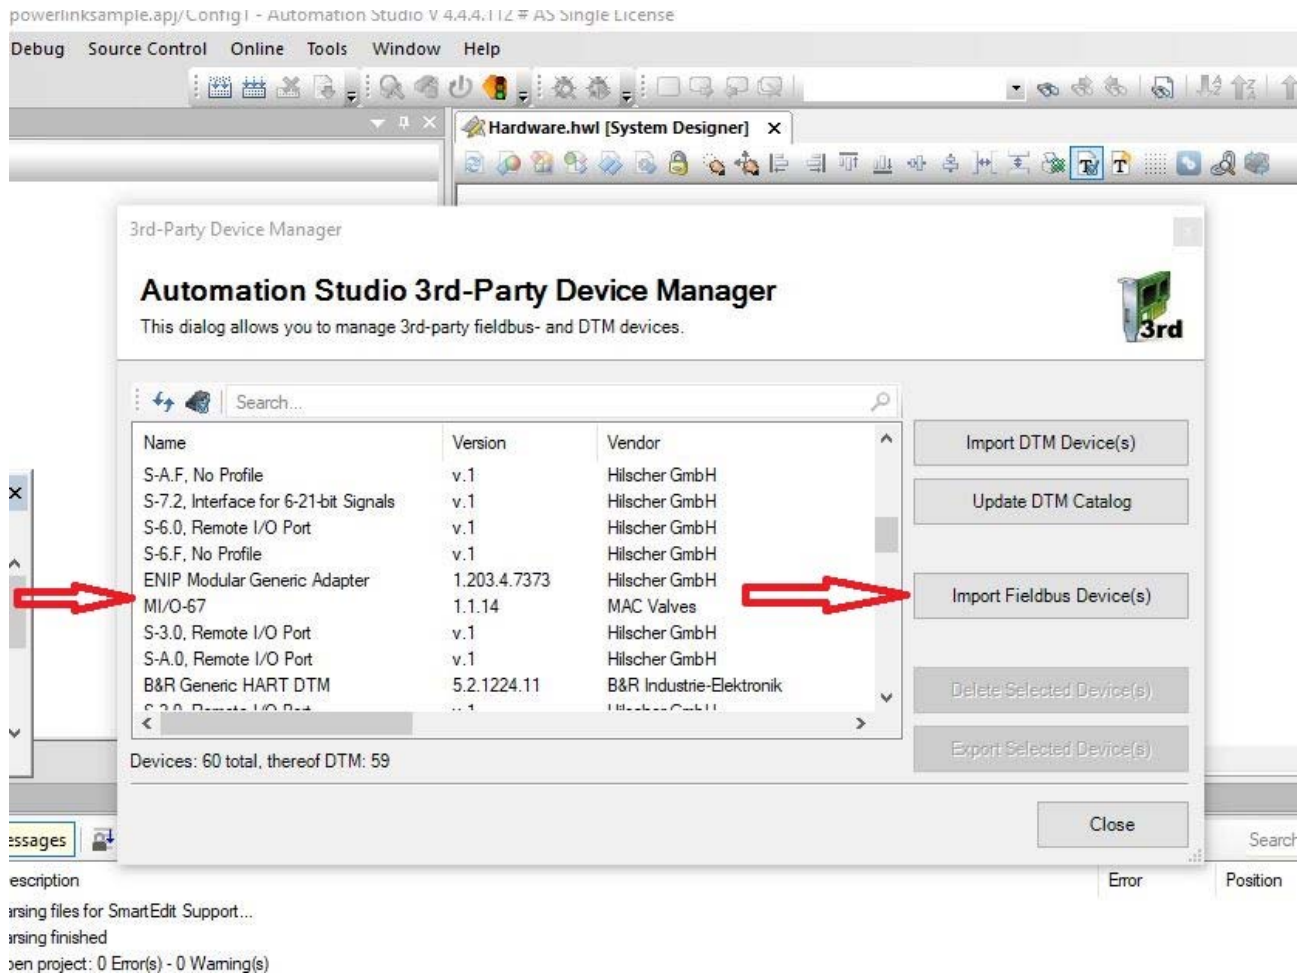 powerlinksample.apj/Config1 - Automation Studio V 4.4.4.112 # AS Single License
Debug Source Control Online Tools Window Help
Hardware.hwl [System Designer]
3rd-Party Device Manager
Automation Studio 3rd-Party Device Manager
This dialog allows you to manage 3rd-party fieldbus- and DTM devices.
3rd
Search...
Name Version Vendor
S-A.F, No Profile v.1 Hilscher GmbH
S-7.2, Interface for 6-21-bit Signals v.1 Hilscher GmbH
S-6.0, Remote I/O Port v.1 Hilscher GmbH
S-6.F, No Profile v.1 Hilscher GmbH
ENIP Modular Generic Adapter 1.203.4.7373 Hilscher GmbH
MI/O-67 1.1.14 MAC Valves
S-3.0, Remote I/O Port v.1 Hilscher GmbH
S-A.0, Remote I/O Port v.1 Hilscher GmbH
B&R Generic HART DTM 5.2.1224.11 B&R Industrie-Elektronik
Import DTM Device(s)
Update DTM Catalog
Import Fieldbus Device(s)
Delete Selected Device(s)
Export Selected Device(s)
Devices: 60 total, thereof DTM: 59
Close
essages
Search
escription Error Position
arsing files for SmartEdit Support...
arsing finished
pen project: 0 Error(s) - 0 Warning(s)